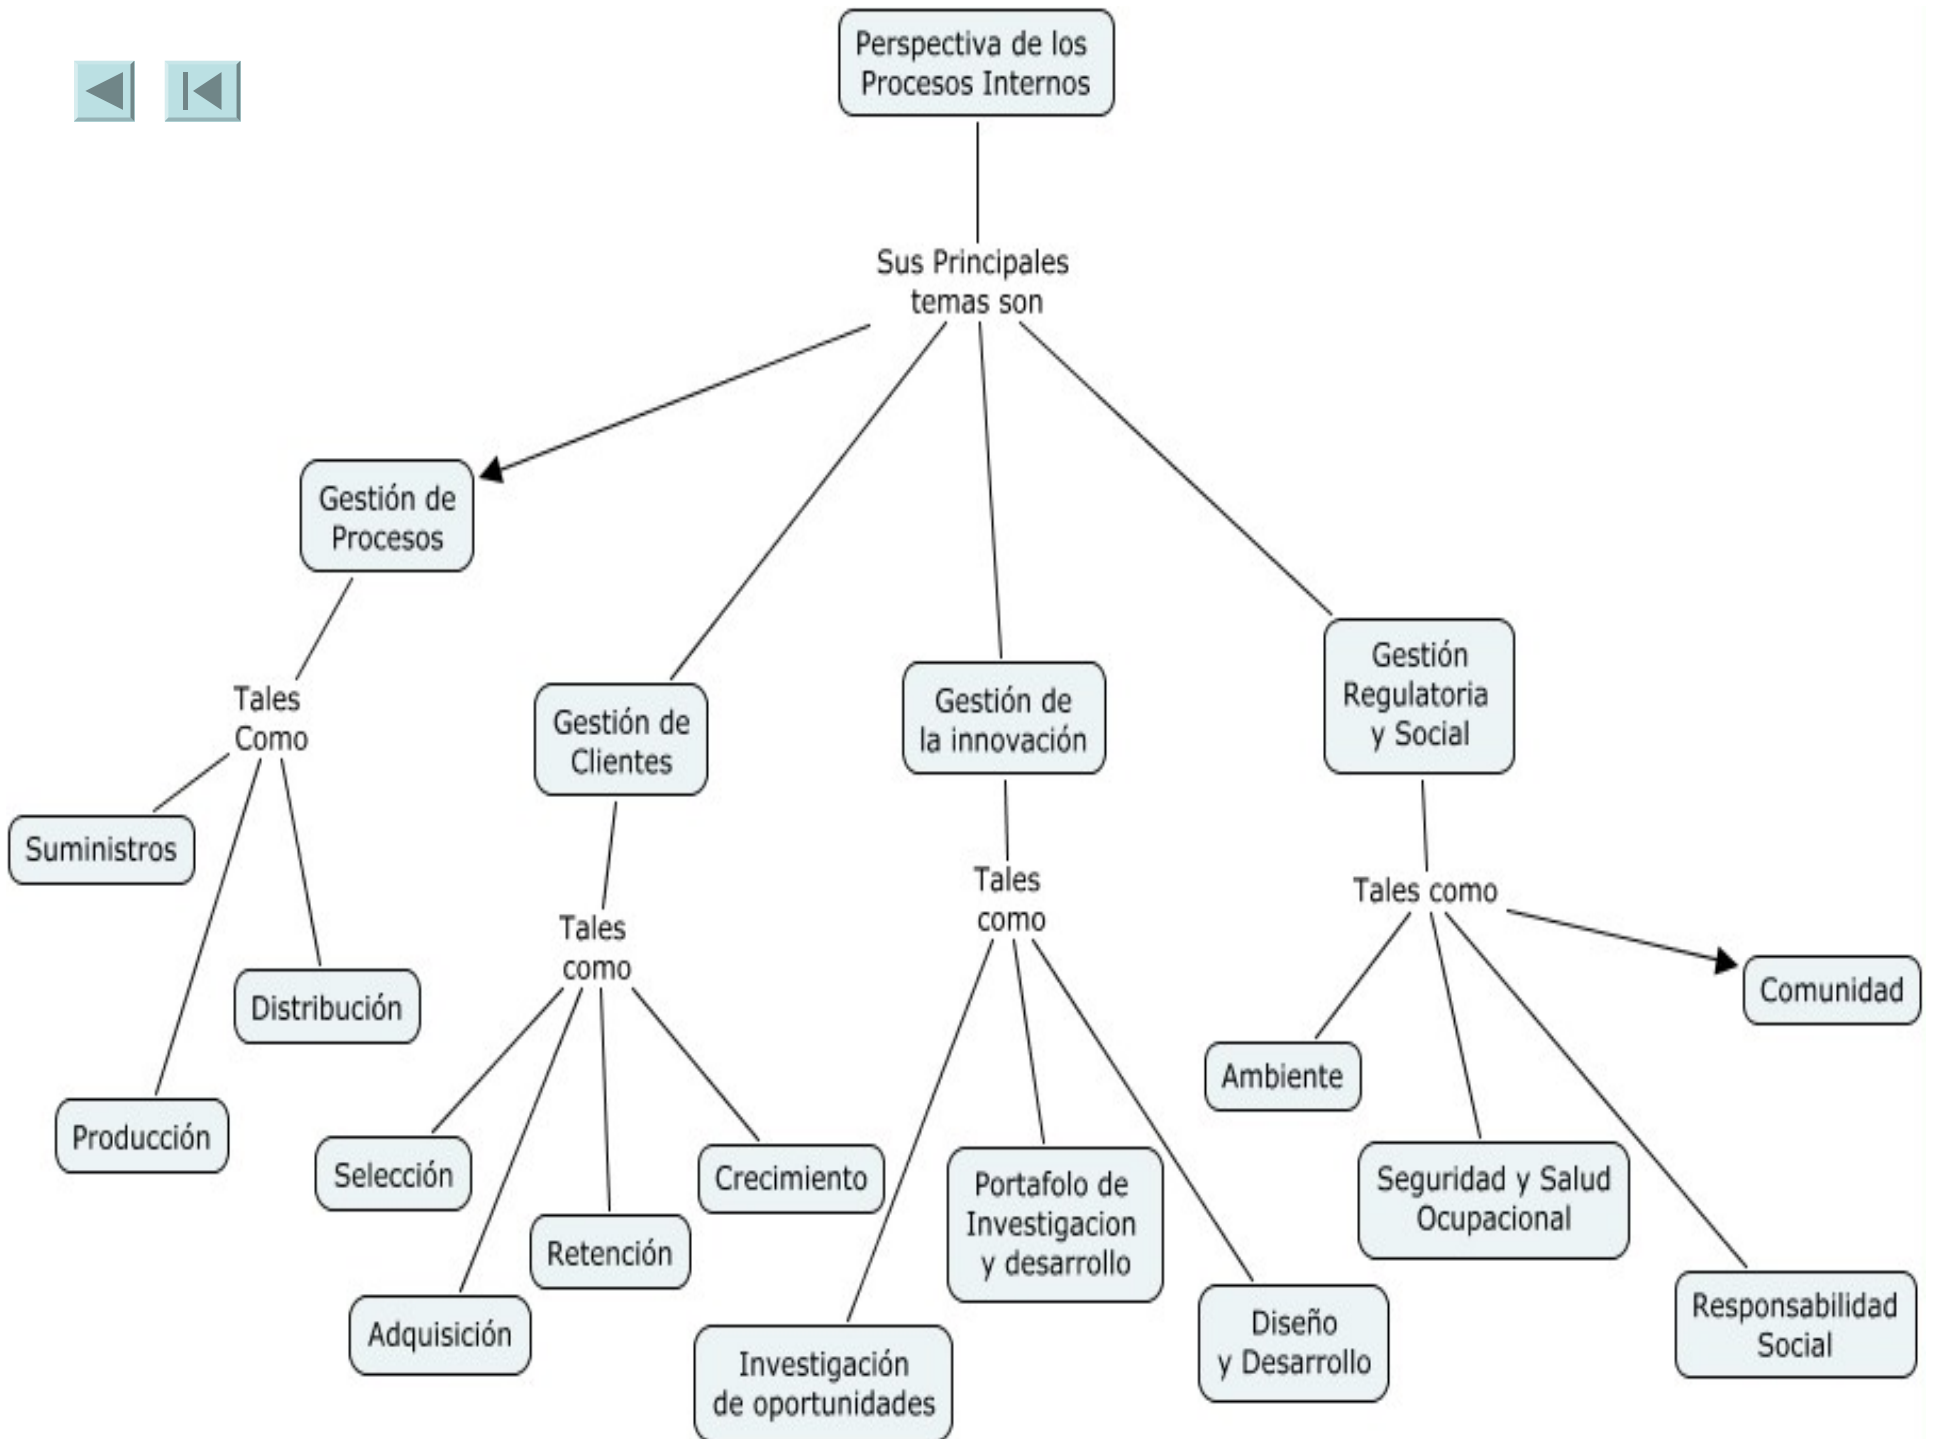 Perspectiva de los
Procesos Internos
Sus Principales
temas son
Gestión de
Procesos
Tales
Como
Suministros
Producción
Distribución
Gestión de
Clientes
Tales
como
Selección
Adquisición
Retención
Crecimiento
Gestión de
la innovación
Tales
como
Investigación
de oportunidades
Portafolo de
Investigacion
y desarrollo
Diseño
y Desarrollo
Gestión
Regulatoria
y Social
Tales como
Ambiente
Seguridad y Salud
Ocupacional
Responsabilidad
Social
Comunidad